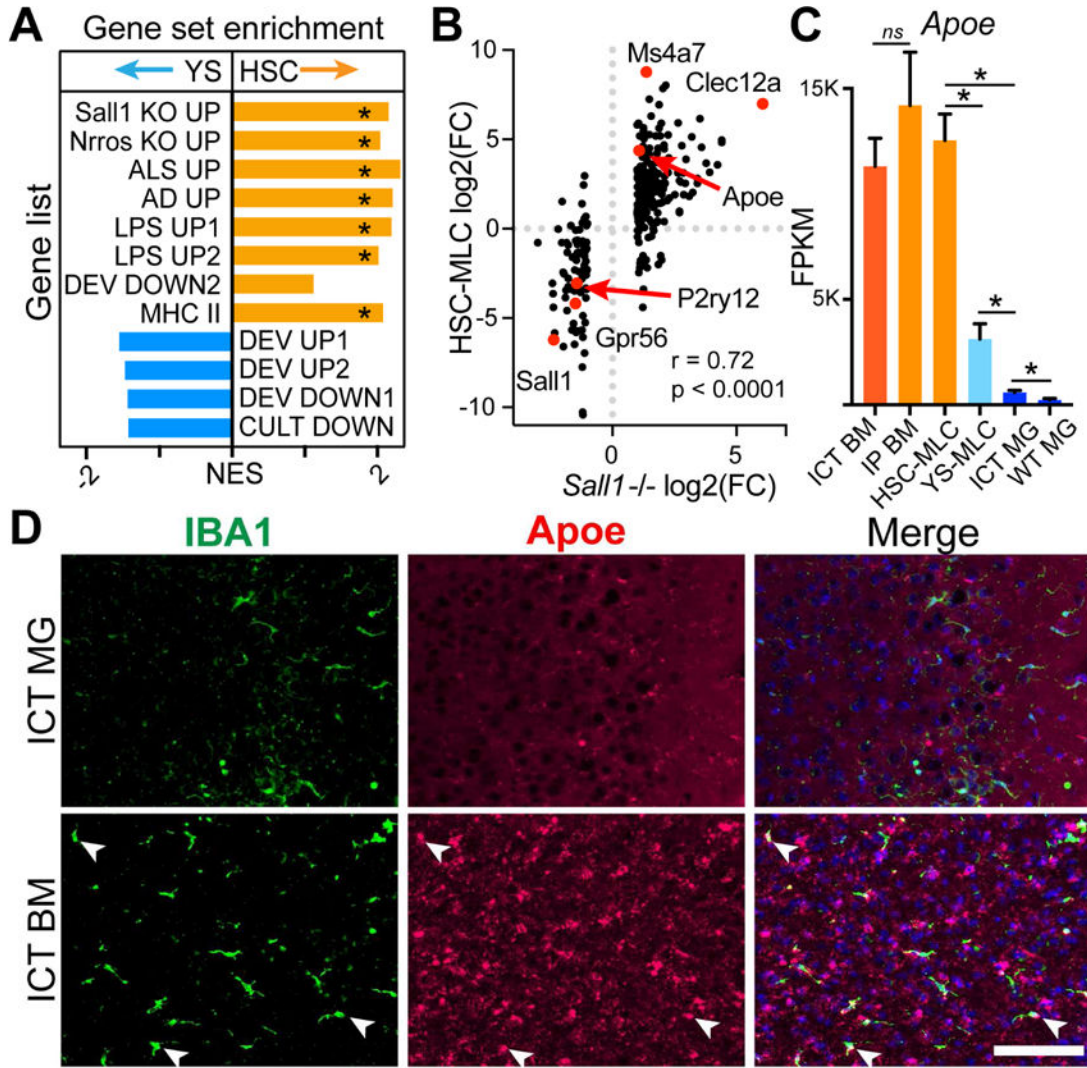 A
Gene set enrichment
YS HSC
Gene list
Sall1 KO UP
Nrros KO UP
ALS UP
AD UP
LPS UP1
LPS UP2
DEV DOWN2
MHC II
DEV UP1
DEV UP2
DEV DOWN1
CULT DOWN
* * * * * * *
-2 NES 2
B
HSC-MLC log2(FC)
10
5
0
-5
-10
Ms4a7
Clec12a
Apoe
P2ry12
Gpr56
Sall1
r = 0.72
p < 0.0001
0 5
Sall1-/- log2(FC)
C
Apoe
FPKM
15K
5K
ns * * * *
ICT BM
IP BM
HSC-MLC
YS-MLC
ICT MG
WT MG
D
IBA1 Apoe Merge
ICT MG
ICT BM